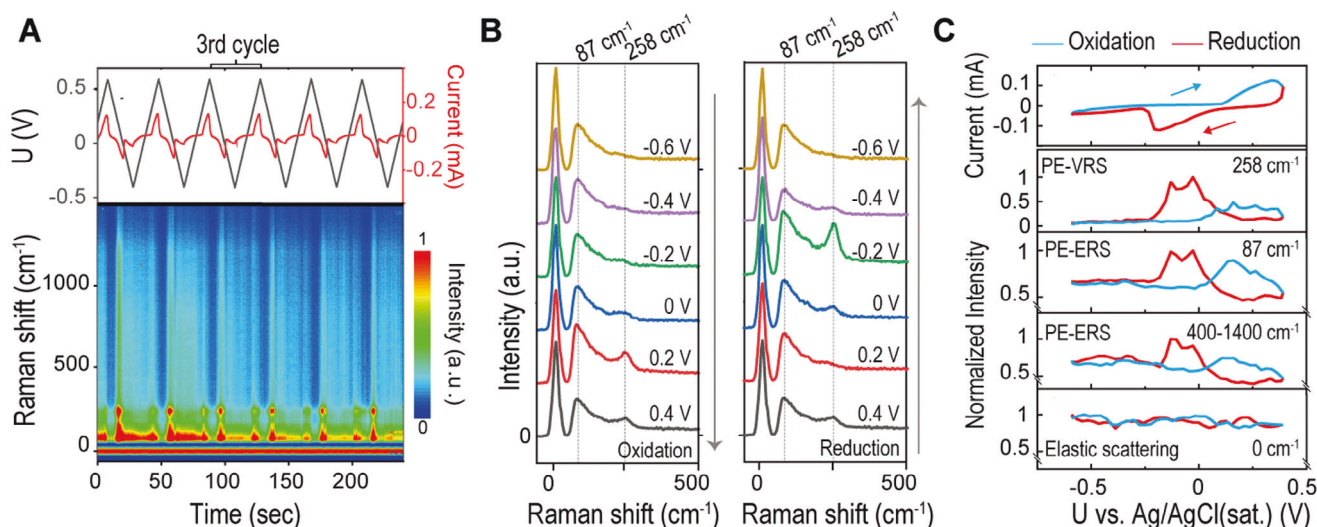 A
3rd cycle
U (V)
0.5
0
-0.5
Current (mA)
0.2
0
-0.2
Raman shift (cm-1)
1000
500
0
1
0
Intensity (a.u.)
0 50 100 150 200
Time (sec)
B
87 cm-1
258 cm-1
Intensity (a.u.)
0
-0.6 V
-0.4 V
-0.2 V
0 V
0.2 V
0.4 V
Oxidation
0 500
Raman shift (cm-1)
87 cm-1
258 cm-1
-0.6 V
-0.4 V
-0.2 V
0 V
0.2 V
0.4 V
Reduction
0 500
Raman shift (cm-1)
C
Oxidation Reduction
Current (mA)
0.1
0
-0.1
Normalized Intensity
PE-VRS 258 cm-1
1
0.5
0
PE-ERS 87 cm-1
1
0.5
PE-ERS 400-1400 cm-1
1
0.5
1
0.5
Elastic scattering 0 cm-1
-0.5 0 0.5
U vs. Ag/AgCl(sat.) (V)